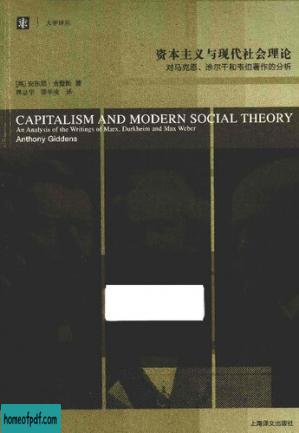 大学译丛
资本主义与现代社会理论
对马克思、涂尔干和韦伯著作的分析
[英] 安东尼·吉登斯 著
郭忠华 潘华凌 译
CAPITALISM AND MODERN SOCIAL THEORY
An Analysis of the Writings of Marx, Durkheim and Max Weber
Anthony Giddens
homeofpdf.com
homeofpdf.com
上海译文出版社